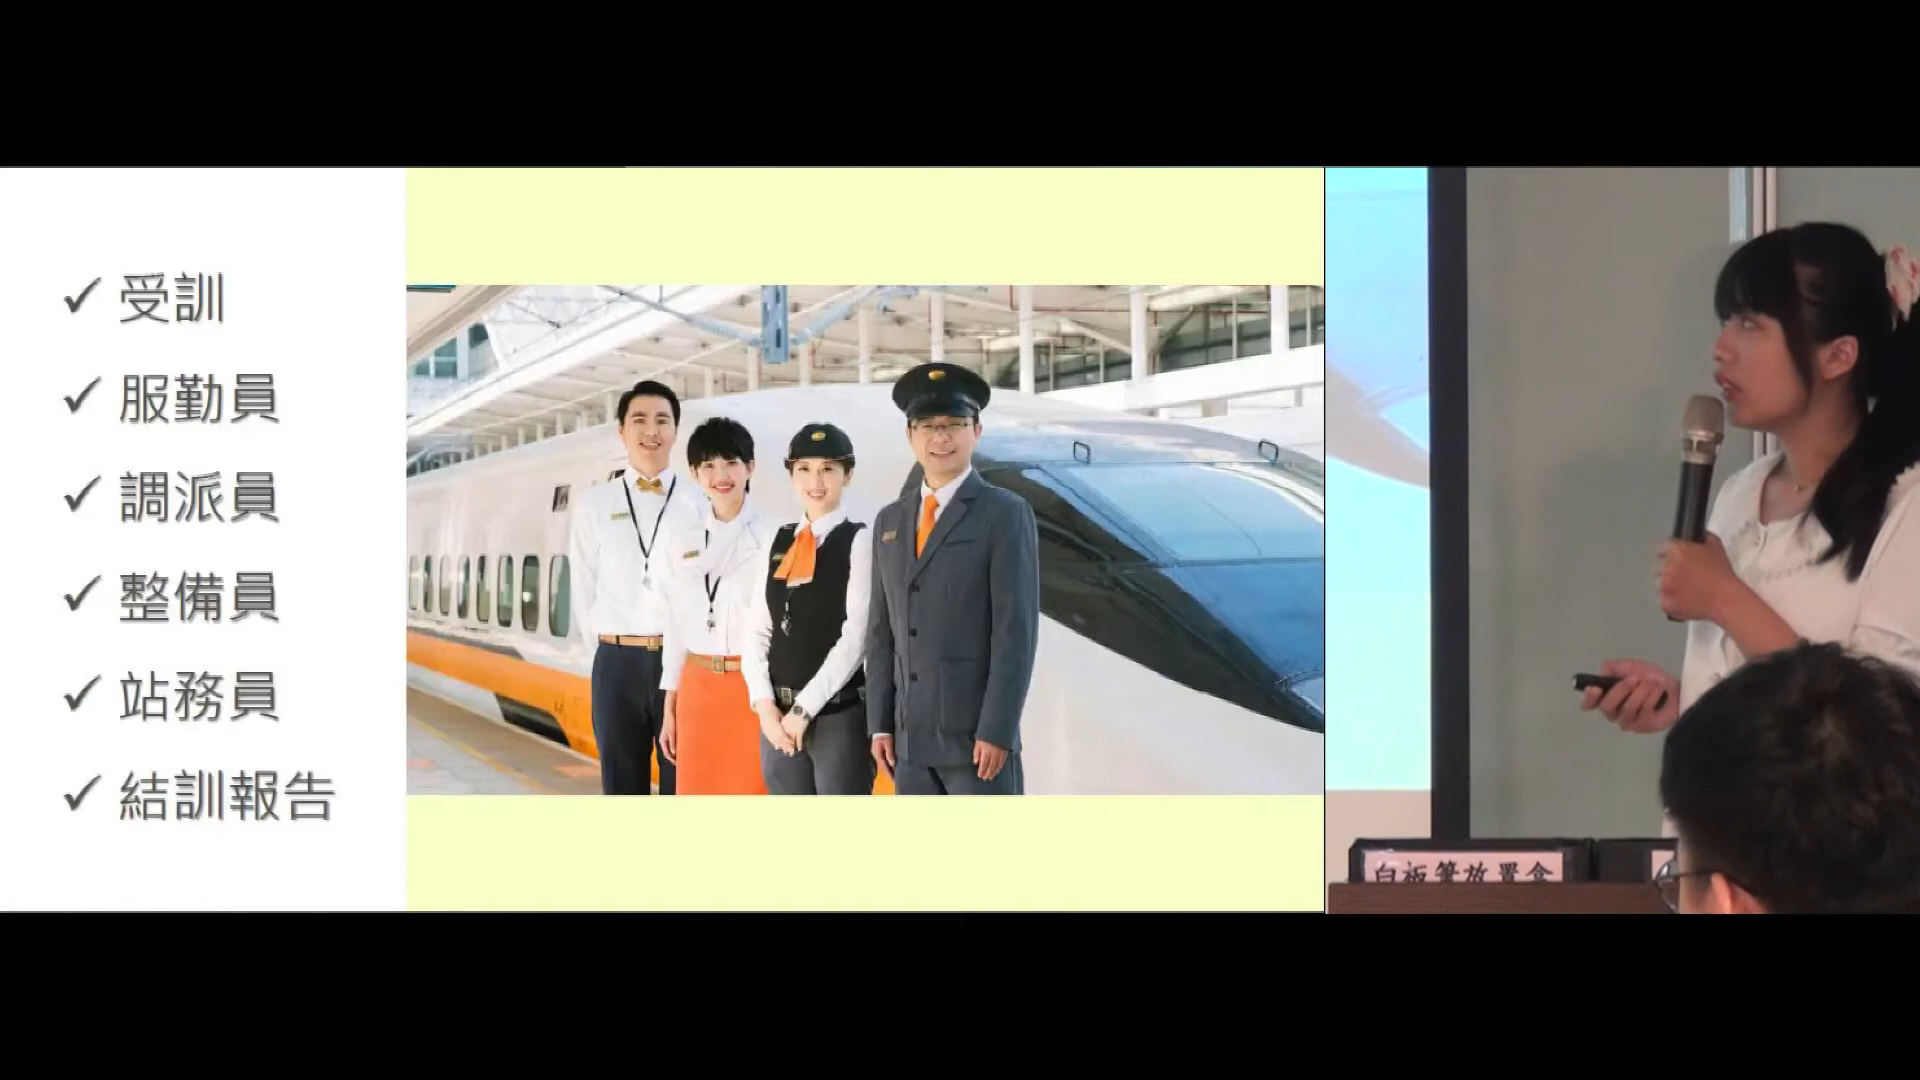 ✓ 受訓
✓ 服勤員
✓ 調派員
✓ 整備員
✓ 站務員
✓ 結訓報告
白板筆放置盒